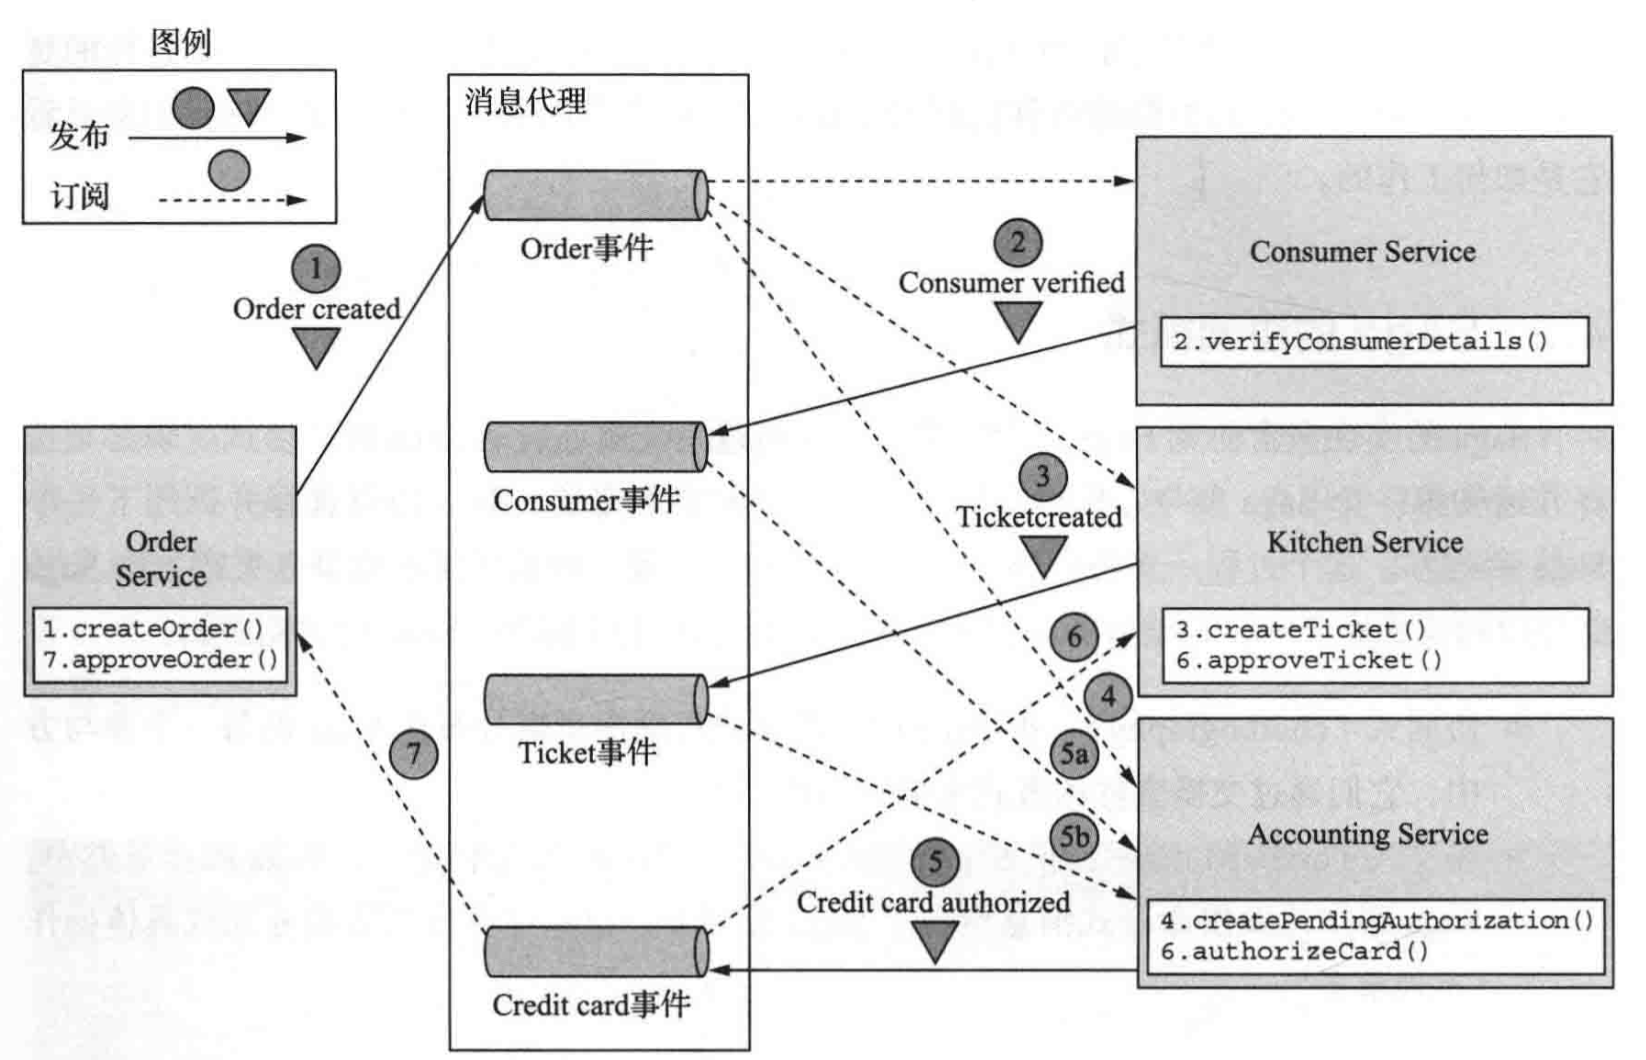 图例
发布
订阅
消息代理
Order事件
Consumer事件
Ticket事件
Credit card事件
1
Order created
Order
Service
1.createOrder()
7.approveOrder()
7
2
Consumer verified
Consumer Service
2.verifyConsumerDetails()
3
Ticketcreated
Kitchen Service
3.createTicket()
6.approveTicket()
6
4
5a
5b
5
Credit card authorized
Accounting Service
4.createPendingAuthorization()
6.authorizeCard()